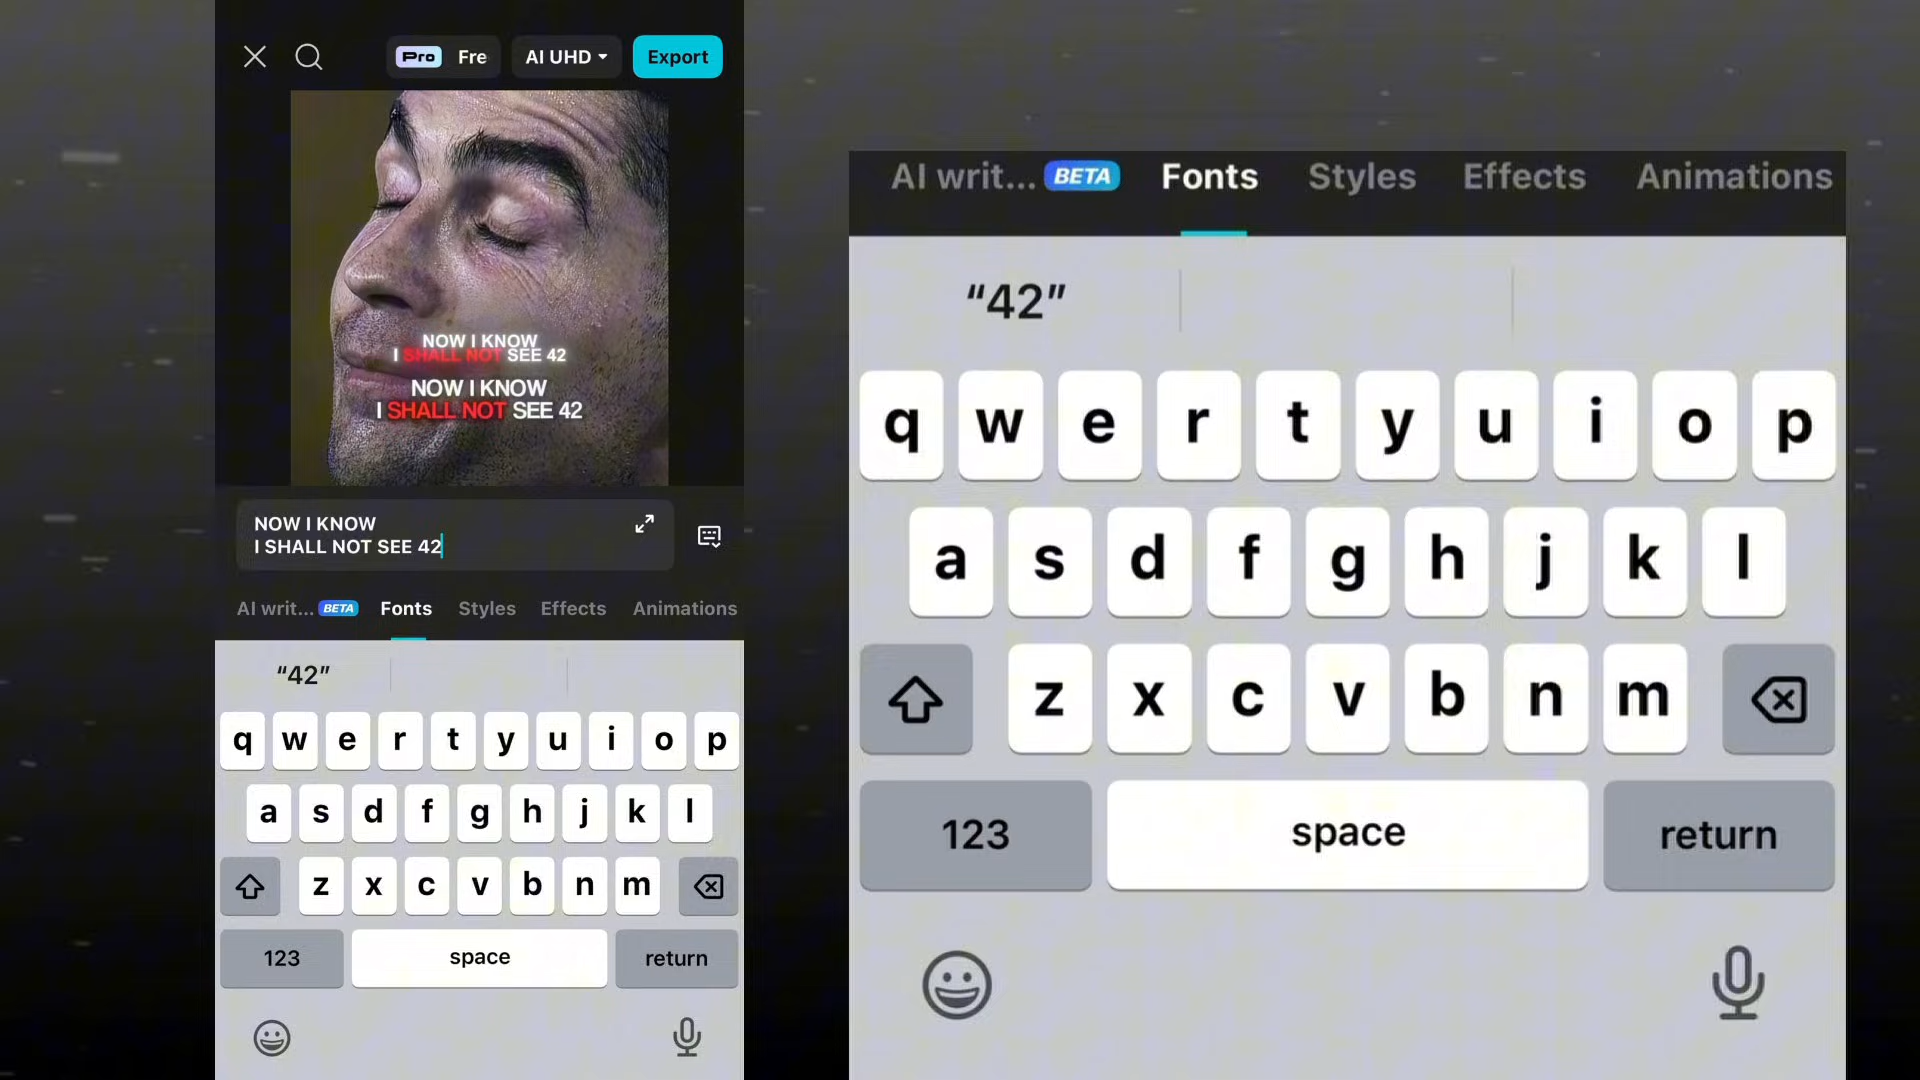 Pro Fre AI UHD Export
NOW I KNOW
I SHALL NOT SEE 42
NOW I KNOW
I SHALL NOT SEE 42
NOW I KNOW
I SHALL NOT SEE 42
AI writ... BETA Fonts Styles Effects Animations
“42”
q w e r t y u i o p
a s d f g h j k l
z x c v b n m
123 space return
AI writ... BETA Fonts Styles Effects Animations
“42”
q w e r t y u i o p
a s d f g h j k l
z x c v b n m
123 space return